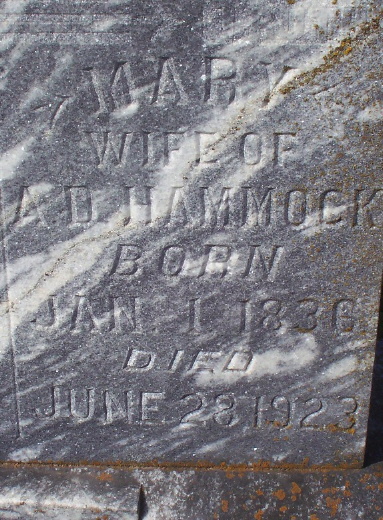 MARY
WIFE OF
A.D. HAMMOCK
BORN
JAN. 1 1836
DIED
JUNE 28 1923